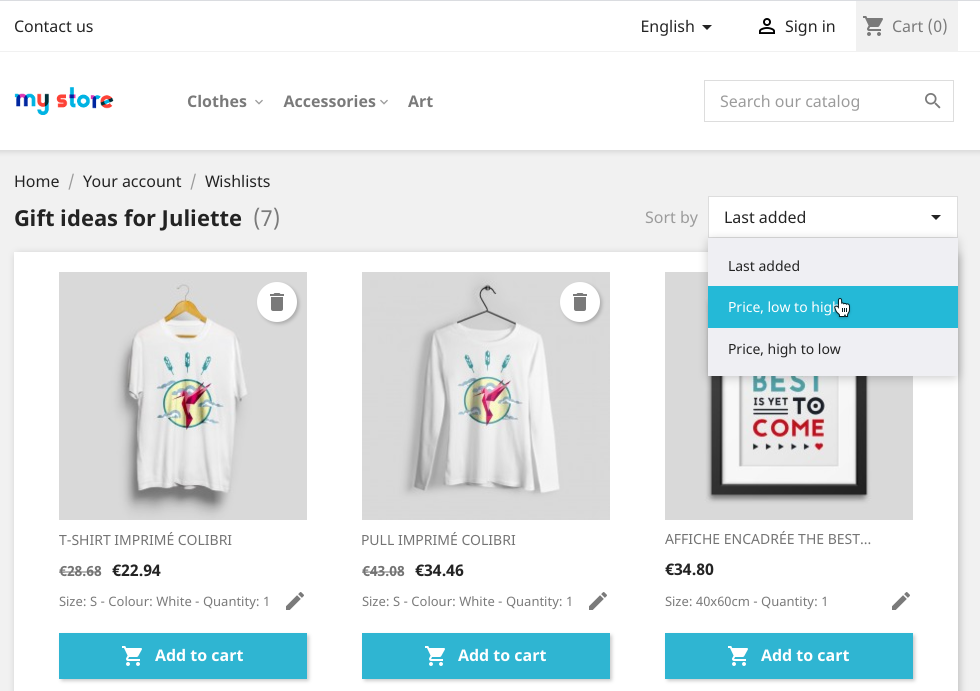 Contact us
English
Sign in
Cart (0)
my store
Clothes
Accessories
Art
Search our catalog
Home / Your account / Wishlists
Gift ideas for Juliette (7)
Sort by
Last added
Last added
Price, low to high
Price, high to low
BEST
IS YET TO
COME
T-SHIRT IMPRIMÉ COLIBRI
€28.68 €22.94
Size: S - Colour: White - Quantity: 1
Add to cart
PULL IMPRIMÉ COLIBRI
€43.08 €34.46
Size: S - Colour: White - Quantity: 1
Add to cart
AFFICHE ENCADRÉE THE BEST...
€34.80
Size: 40x60cm - Quantity: 1
Add to cart